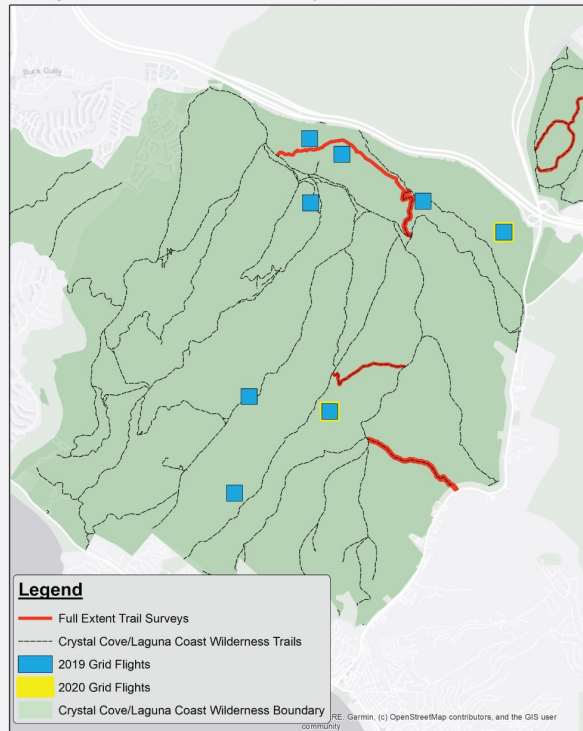 Buck Gully
Legend
Full Extent Trail Surveys
Crystal Cove/Laguna Coast Wilderness Trails
2019 Grid Flights
2020 Grid Flights
Crystal Cove/Laguna Coast Wilderness Boundary
RE, Garmin, (c) OpenStreetMap contributors, and the GIS user
community